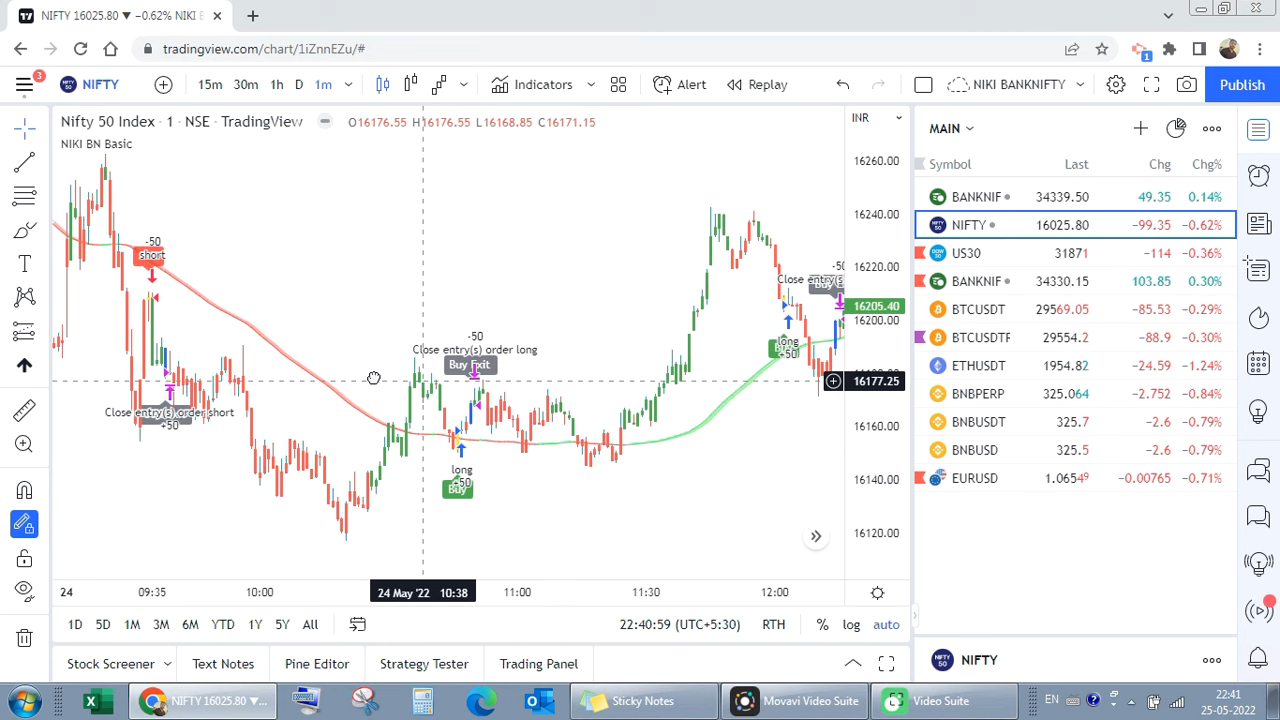 NIFTY 16025.80 ▼ −0.62% NIKI B
tradingview.com/chart/1iZnnEZu/#
1
3
NIFTY
15m 30m 1h D 1m
Indicators
Alert
Replay
NIKI BANKNIFTY
Publish
Nifty 50 Index · 1 · NSE · TradingView
O16176.55 H16176.55 L16168.85 C16171.15
INR
NIKI BN Basic
16260.00
16240.00
16220.00
16205.40
16200.00
16177.25
16160.00
16140.00
16120.00
-50
short
Close entry(s) order short
+50
-50
Close entry(s) order long
Buy Exit
long
+50
Buy
-50
Close entry(s
long
+50
24 09:35 10:00 24 May '22 10:38 11:00 11:30 12:00
1D 5D 1M 3M 6M YTD 1Y 5Y All
22:40:59 (UTC+5:30) RTH % log auto
Stock Screener Text Notes Pine Editor Strategy Tester Trading Panel
MAIN
Symbol Last Chg Chg%
BANKNIF 34339.50 49.35 0.14%
NIFTY 16025.80 −99.35 −0.62%
US30 31871 −114 −0.36%
BANKNIF 34330.15 103.85 0.30%
BTCUSDT 29569.05 −85.53 −0.29%
BTCUSDTF 29554.2 −88.9 −0.30%
ETHUSDT 1954.82 −24.59 −1.24%
BNBPERP 325.064 −2.752 −0.84%
BNBUSDT 325.7 −2.6 −0.79%
BNBUSD 325.5 −2.6 −0.79%
EURUSD 1.06549 −0.00765 −0.71%
NIFTY
NIFTY 16025.80 ▼...
Sticky Notes
Movavi Video Suite
Video Suite
EN
22:41
25-05-2022